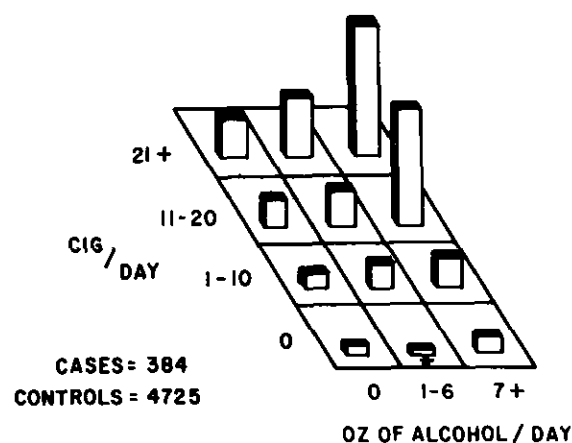 21+
11-20
CIG/DAY
1-10
0
CASES = 384
CONTROLS = 4725
0 1-6 7+
OZ OF ALCOHOL / DAY